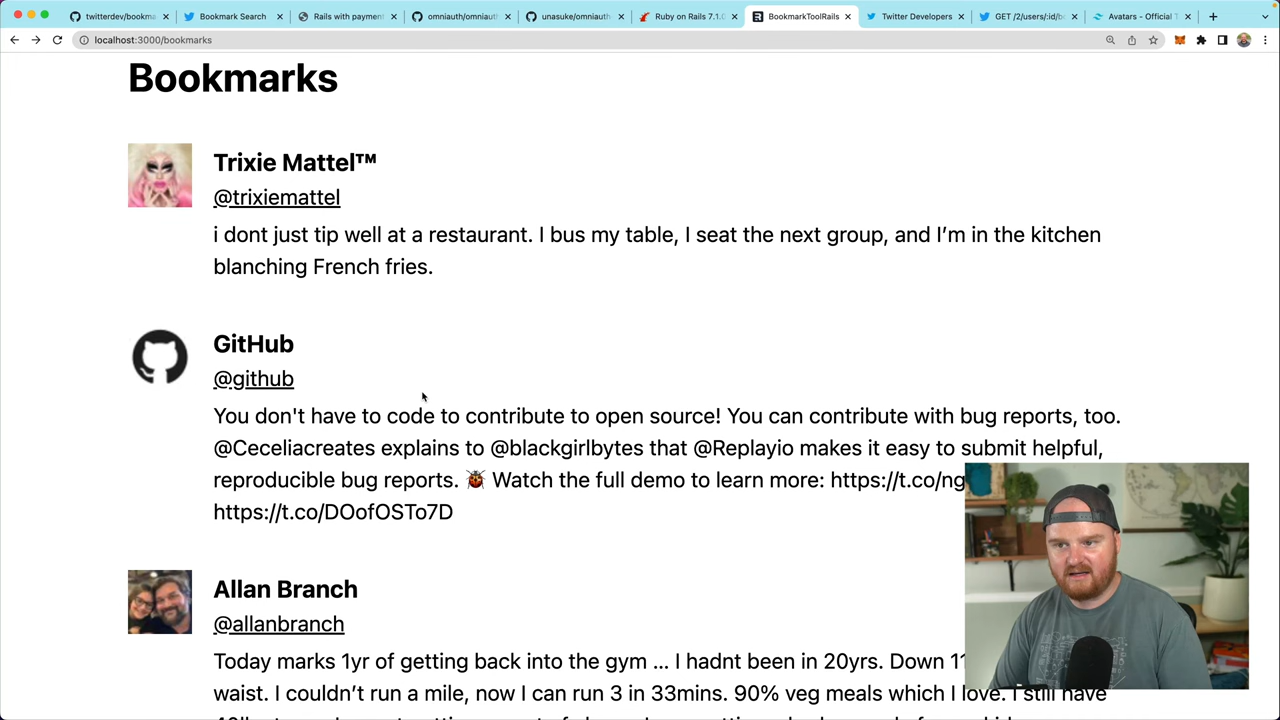 twitterdev/bookma
Bookmark Search
Rails with payment
omniauth/omniauth
unasuke/omniauth
Ruby on Rails 7.1.0
BookmarkToolRails
Twitter Developers
GET /2/users/:id/b
Avatars - Official T
localhost:3000/bookmarks
Bookmarks
Trixie Mattel™
@trixiemattel
i dont just tip well at a restaurant. I bus my table, I seat the next group, and I’m in the kitchen
blanching French fries.
GitHub
@github
You don't have to code to contribute to open source! You can contribute with bug reports, too.
@Ceceliacreates explains to @blackgirlbytes that @Replayio makes it easy to submit helpful,
reproducible bug reports. 🐞 Watch the full demo to learn more: https://t.co/ng
https://t.co/DOofOSTo7D
Allan Branch
@allanbranch
Today marks 1yr of getting back into the gym ... I hadnt been in 20yrs. Down 11
waist. I couldn’t run a mile, now I can run 3 in 33mins. 90% veg meals which I love. I still have